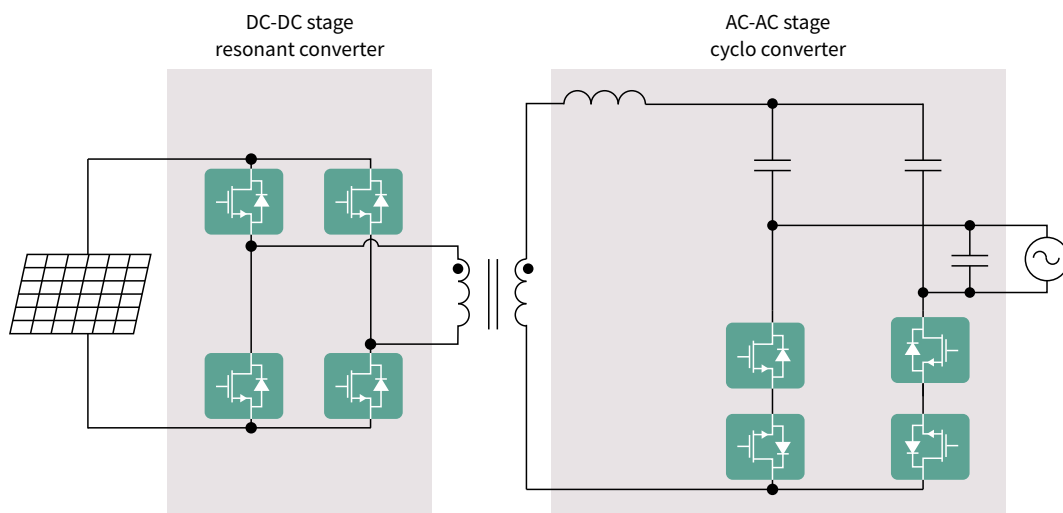 DC-DC stage
resonant converter
AC-AC stage
cyclo converter